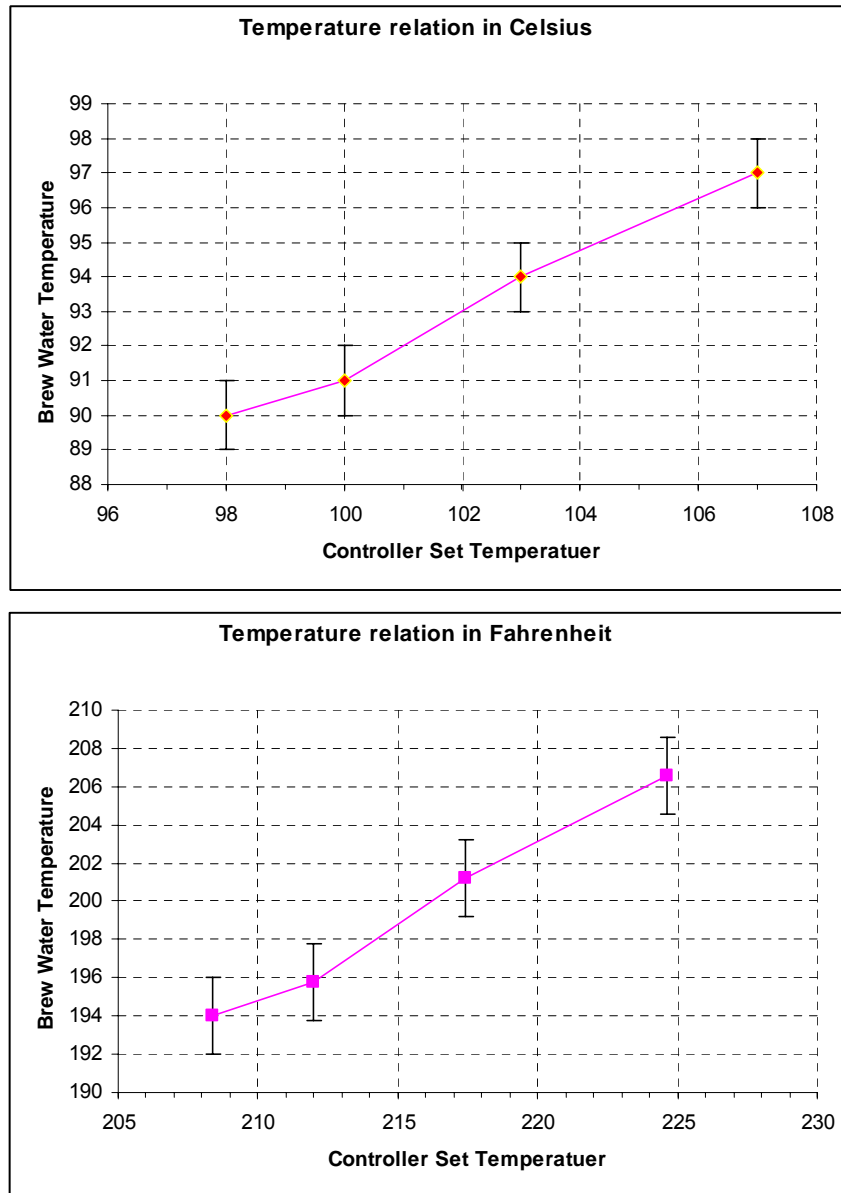 Temperature relation in Celsius
99
98
97
96
95
94
93
92
91
90
89
88
Brew Water Temperature
96 98 100 102 104 106 108
Controller Set Temperatuer
Temperature relation in Fahrenheit
210
208
206
204
202
200
198
196
194
192
190
Brew Water Temperature
205 210 215 220 225 230
Controller Set Temperatuer